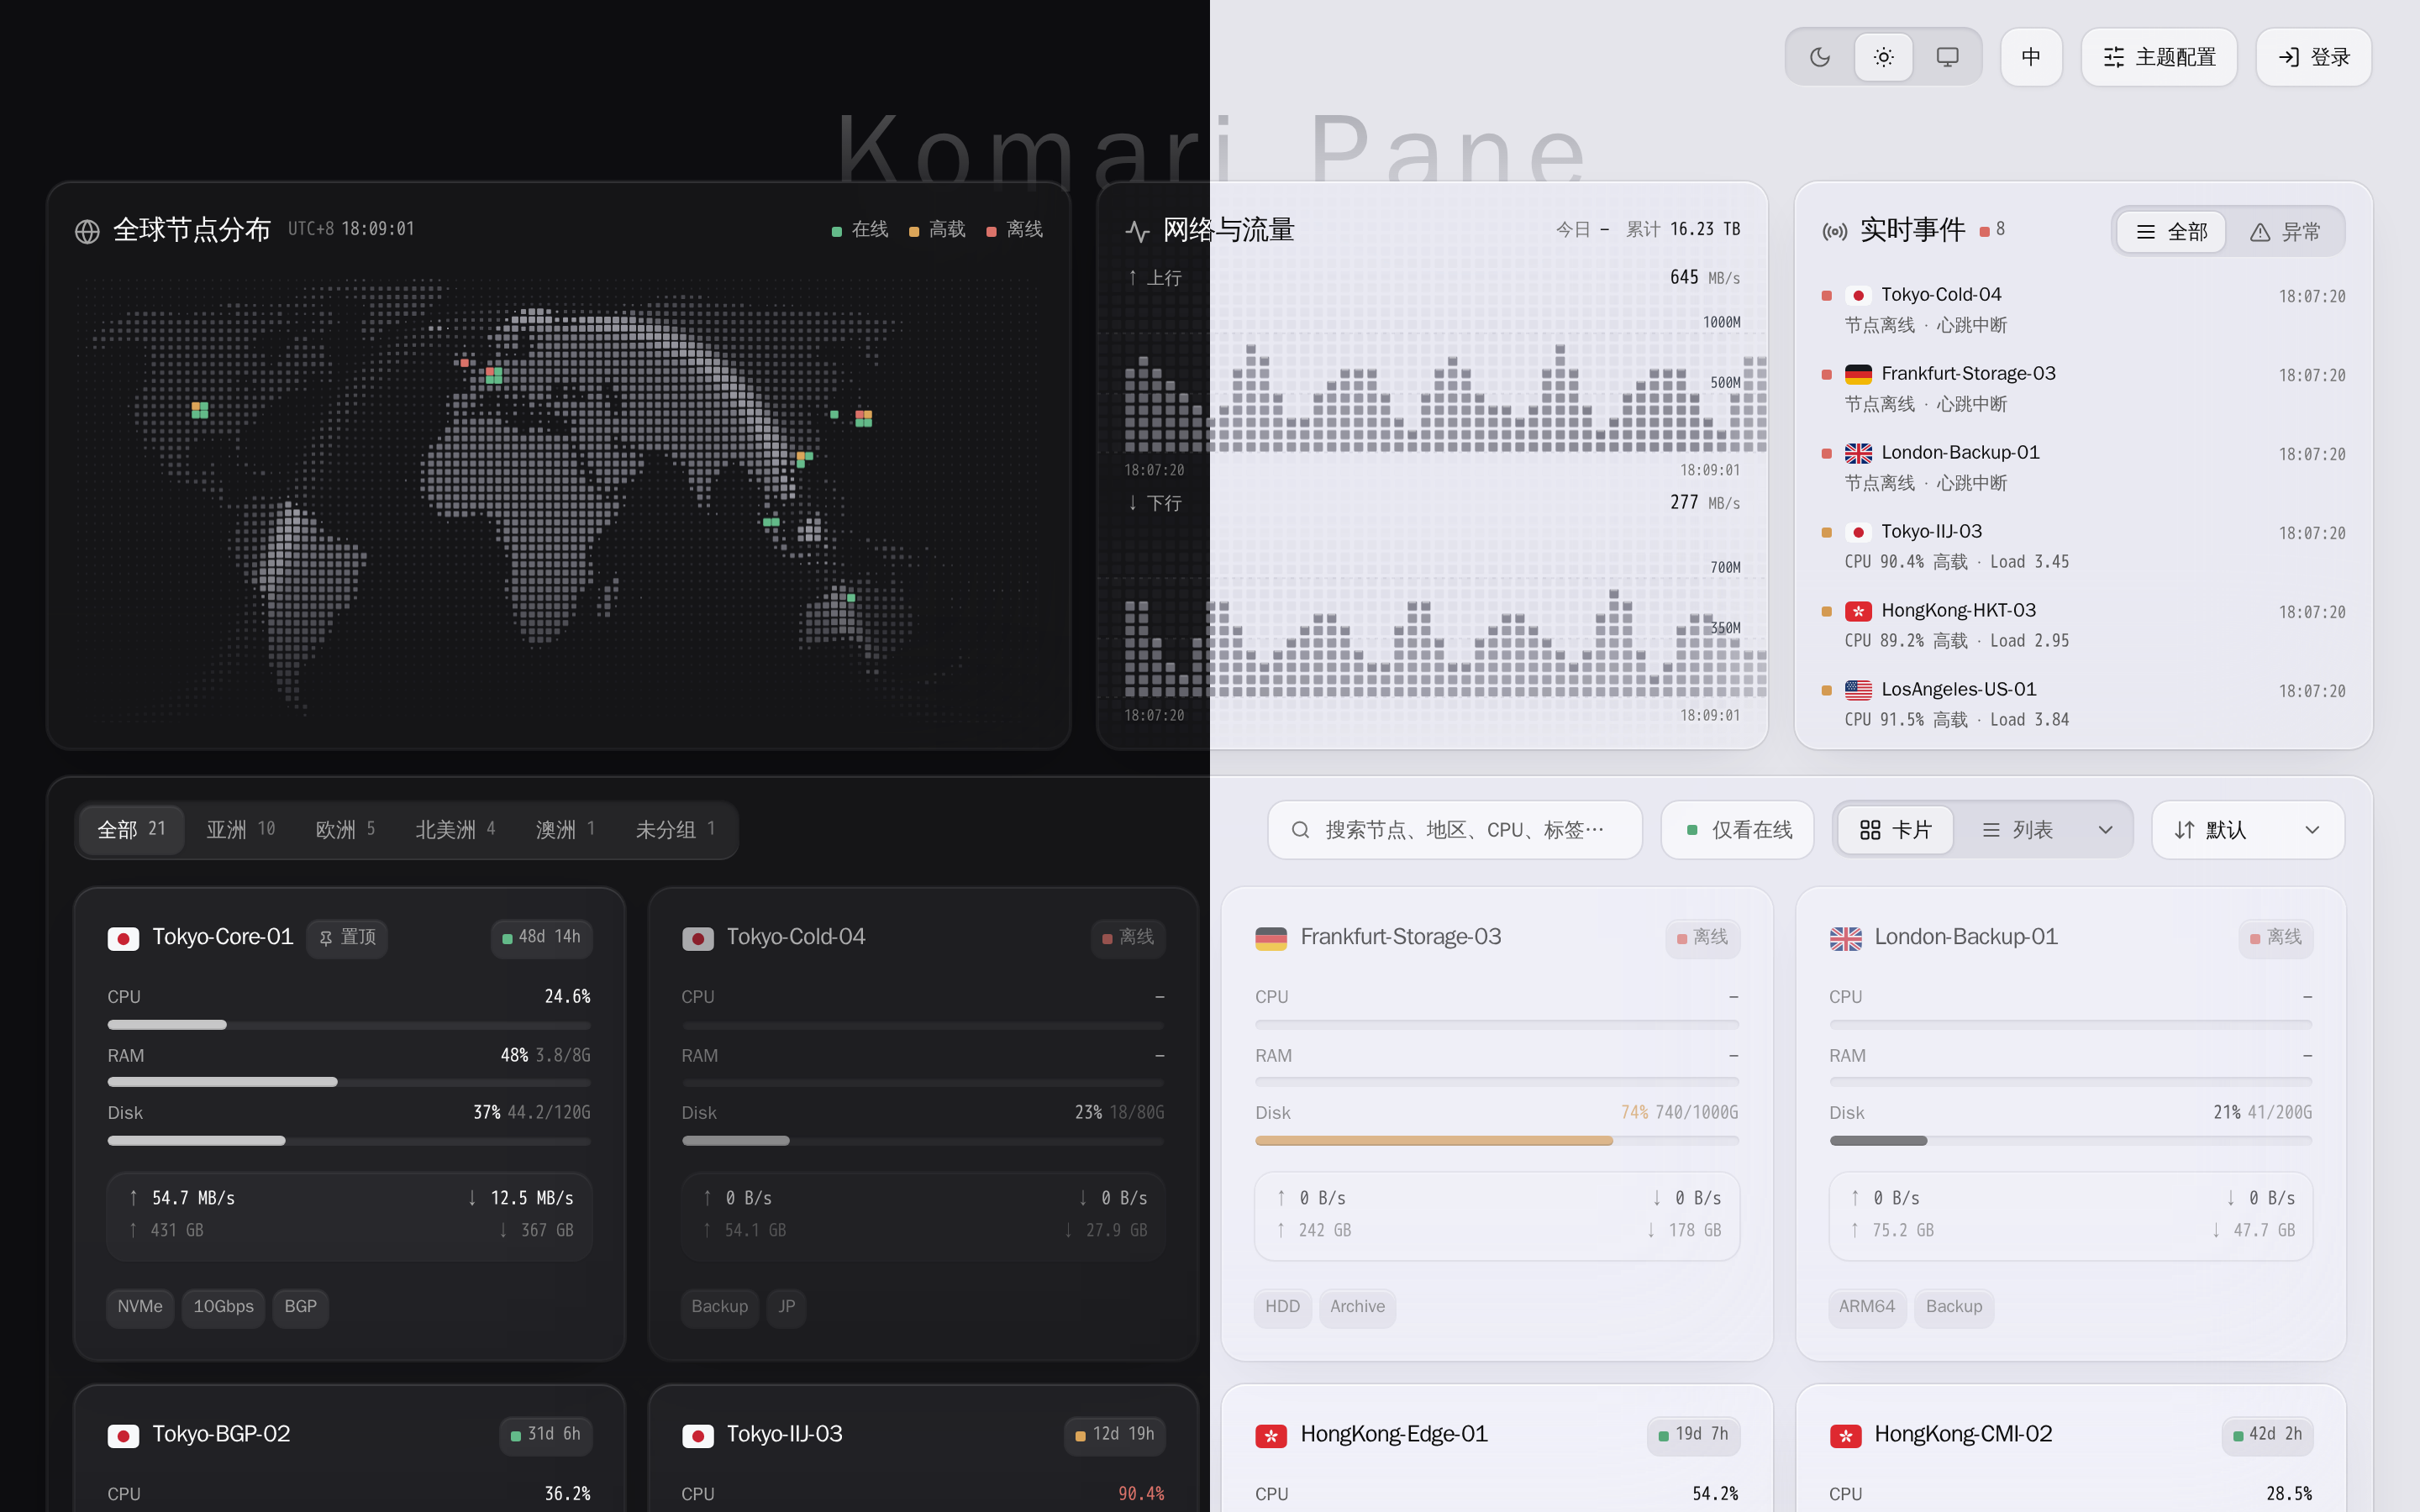 中 主题配置 登录
Komari Pane
全球节点分布 UTC+8 18:09:01 在线 高载 离线
网络与流量 今日 – 累计 16.23 TB
↑ 上行 645 MB/s
1000M
500M
18:07:20 18:09:01
↓ 下行 277 MB/s
700M
350M
18:07:20 18:09:01
实时事件 8 全部 异常
Tokyo-Cold-04 18:07:20
节点离线 · 心跳中断
Frankfurt-Storage-03 18:07:20
节点离线 · 心跳中断
London-Backup-01 18:07:20
节点离线 · 心跳中断
Tokyo-IIJ-03 18:07:20
CPU 90.4% 高载 · Load 3.45
HongKong-HKT-03 18:07:20
CPU 89.2% 高载 · Load 2.95
LosAngeles-US-01 18:07:20
CPU 91.5% 高载 · Load 3.84
全部 21 亚洲 10 欧洲 5 北美洲 4 澳洲 1 未分组 1
搜索节点、地区、CPU、标签… 仅看在线 卡片 列表 默认
Tokyo-Core-01 置顶 48d 14h
CPU 24.6%
RAM 48% 3.8/8G
Disk 37% 44.2/120G
↑ 54.7 MB/s ↓ 12.5 MB/s
↑ 431 GB ↓ 367 GB
NVMe 10Gbps BGP
Tokyo-Cold-04 离线
CPU –
RAM –
Disk 23% 18/80G
↑ 0 B/s ↓ 0 B/s
↑ 54.1 GB ↓ 27.9 GB
Backup JP
Frankfurt-Storage-03 离线
CPU –
RAM –
Disk 74% 740/1000G
↑ 0 B/s ↓ 0 B/s
↑ 242 GB ↓ 178 GB
HDD Archive
London-Backup-01 离线
CPU –
RAM –
Disk 21% 41/200G
↑ 0 B/s ↓ 0 B/s
↑ 75.2 GB ↓ 47.7 GB
ARM64 Backup
Tokyo-BGP-02 31d 6h
CPU 36.2%
Tokyo-IIJ-03 12d 19h
CPU 90.4%
HongKong-Edge-01 19d 7h
CPU 54.2%
HongKong-CMI-02 42d 2h
CPU 28.5%